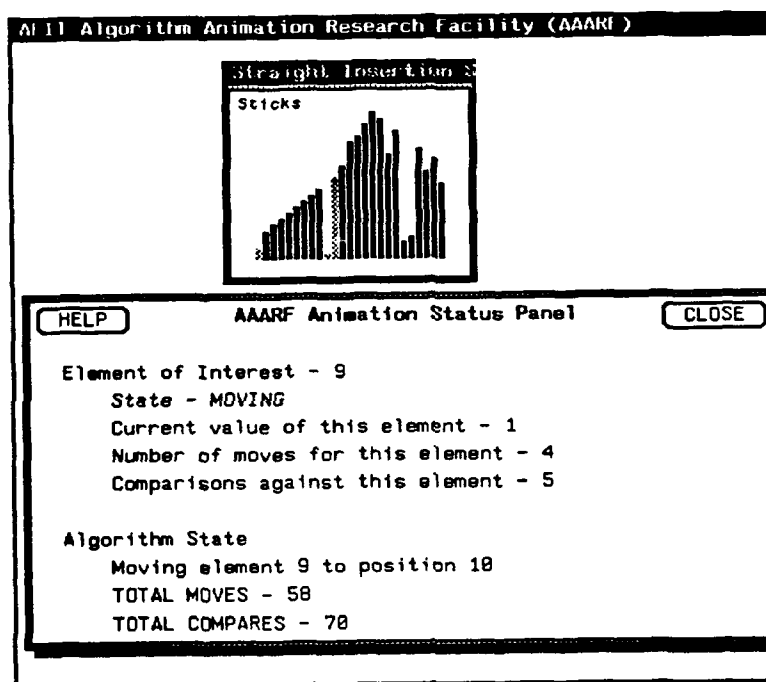 AFIT Algorithm Animation Research Facility (AAARF)
Straight Insertion S
Sticks
HELP
AAARF Animation Status Panel
CLOSE
Element of Interest - 9
State - MOVING
Current value of this element - 1
Number of moves for this element - 4
Comparisons against this element - 5
Algorithm State
Moving element 9 to position 10
TOTAL MOVES - 58
TOTAL COMPARES - 70